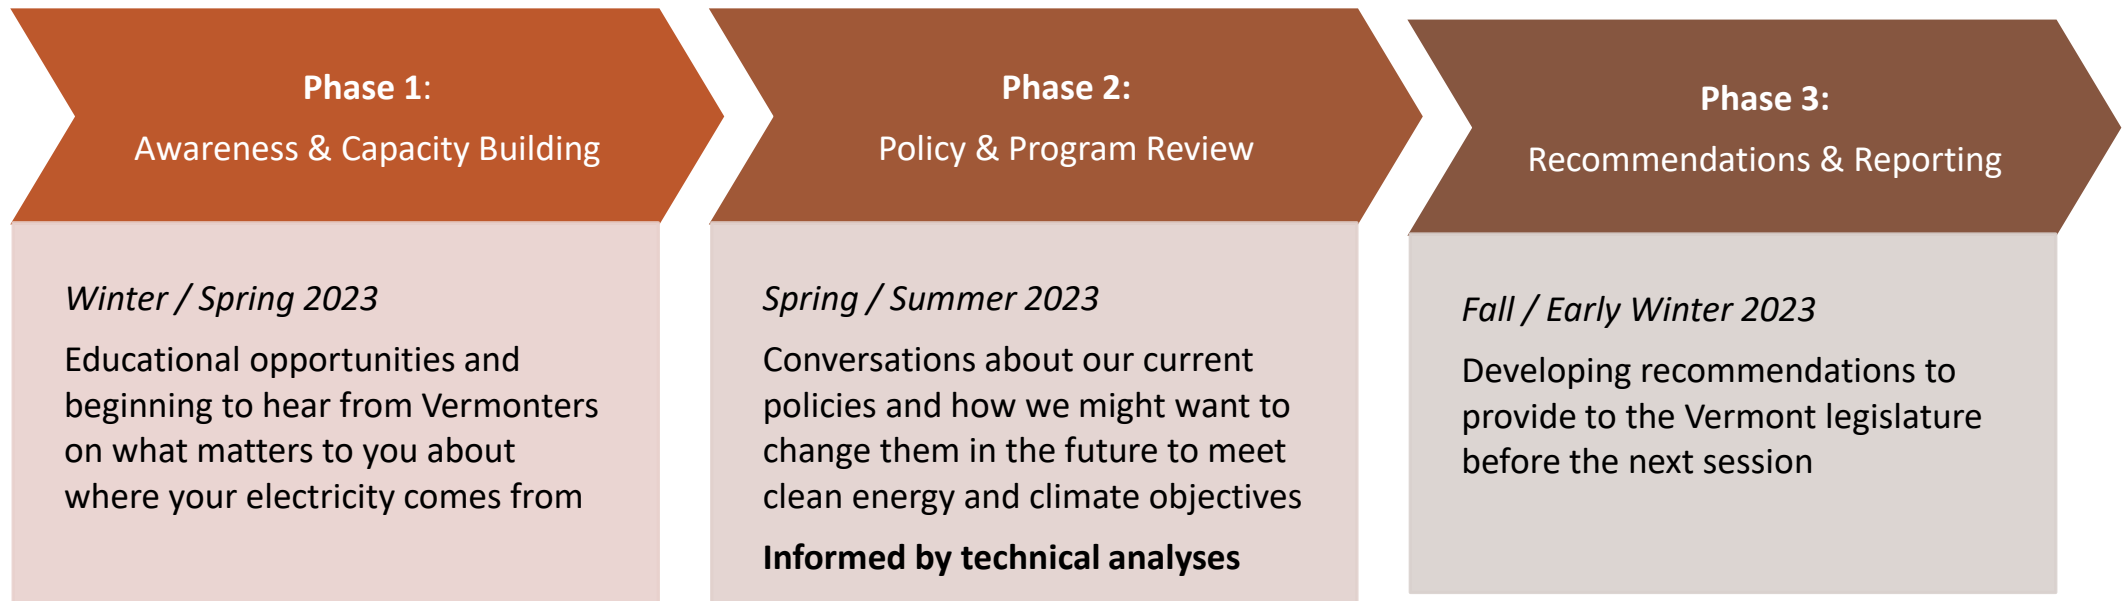 Phase 1:
Awareness & Capacity Building
Winter / Spring 2023
Educational opportunities and
beginning to hear from Vermonters
on what matters to you about
where your electricity comes from
Phase 2:
Policy & Program Review
Spring / Summer 2023
Conversations about our current
policies and how we might want to
change them in the future to meet
clean energy and climate objectives
Informed by technical analyses
Phase 3:
Recommendations & Reporting
Fall / Early Winter 2023
Developing recommendations to
provide to the Vermont legislature
before the next session